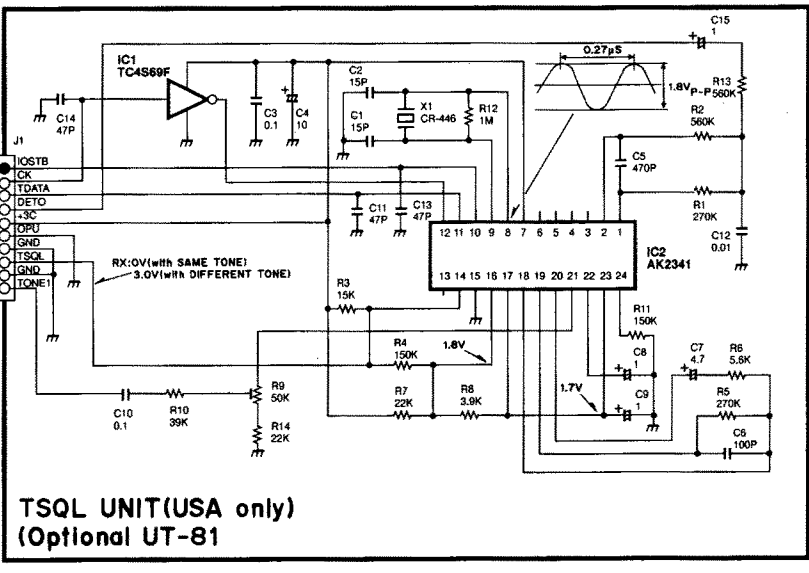 C15
1
0.27µS
IC1
TC4S69F
1.8V P-P
R13
560K
C14
47P
C3
0.1
C4
10
C2
15P
C1
15P
X1
CR-446
R12
1M
R2
560K
C5
470P
R1
270K
C12
0.01
J1
IOSTB
CK
TDATA
DETO
+3C
OPU
GND
TSQL
GND
TONE1
C11
47P
C13
47P
12 11 10 9 8 7 6 5 4 3 2 1
IC2
AK2341
13 14 15 16 17 18 19 20 21 22 23 24
RX:0V(with SAME TONE)
3.0V(with DIFFERENT TONE)
R3
15K
R4
150K
1.8V
R11
150K
C8
1
C7
4.7
R6
5.6K
C10
0.1
R10
39K
R9
50K
R14
22K
R7
22K
R8
3.9K
1.7V
C9
1
R5
270K
C6
100P
TSQL UNIT(USA only)
(Optional UT-81